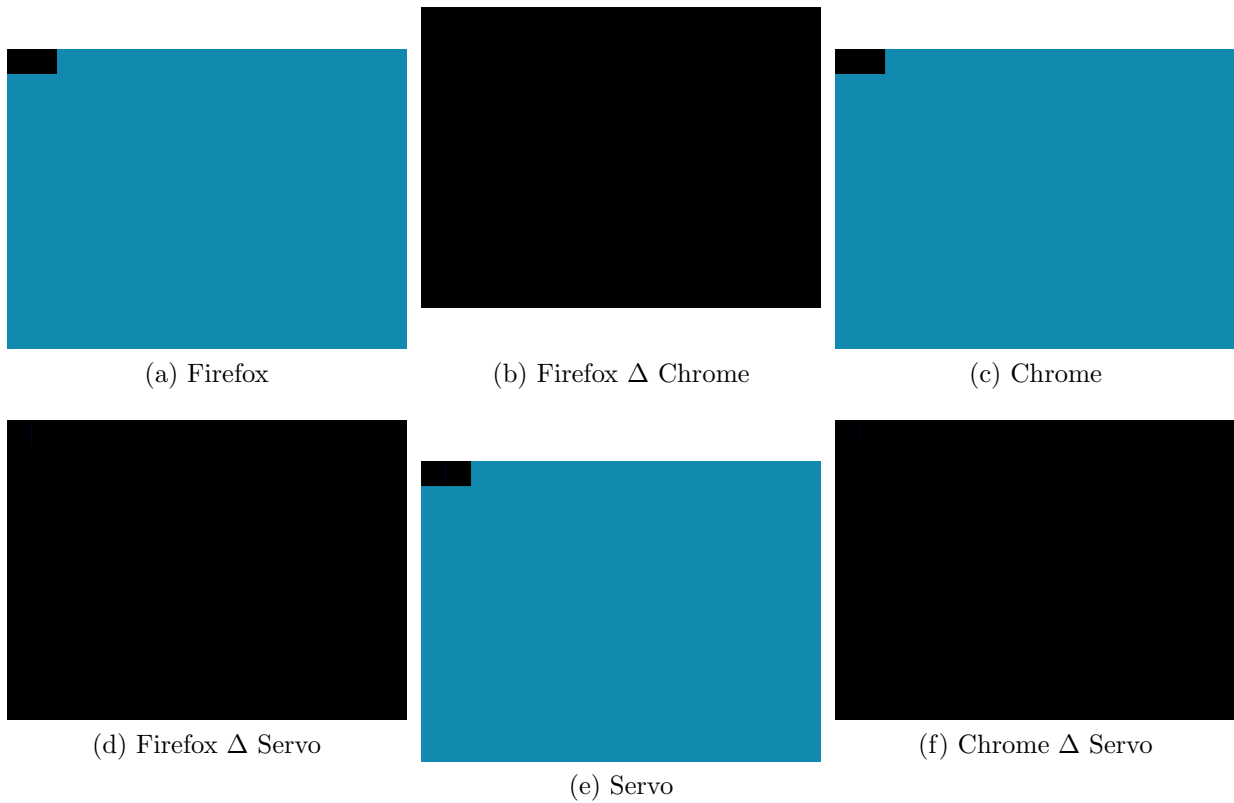 (a) Firefox
(b) Firefox Δ Chrome
(c) Chrome
(d) Firefox Δ Servo
(e) Servo
(f) Chrome Δ Servo